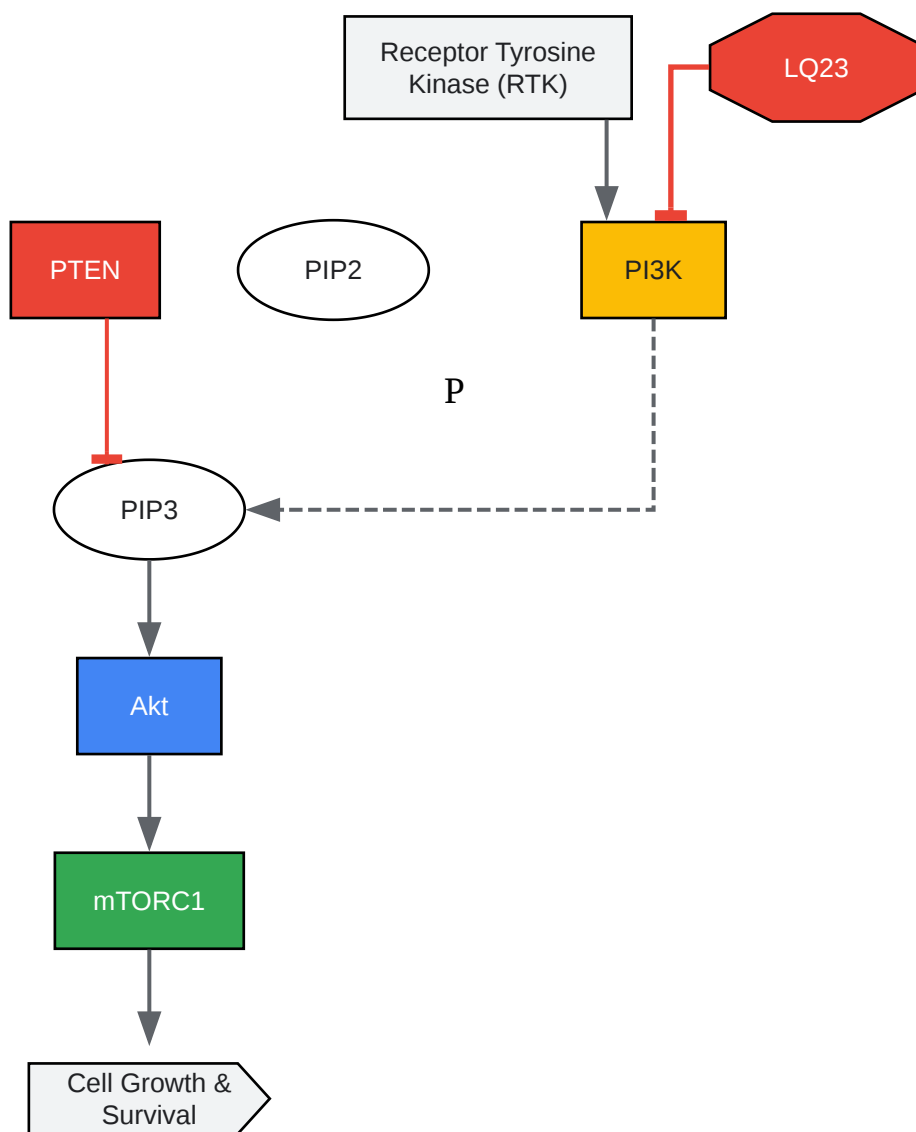 Receptor Tyrosine
Kinase (RTK)
LQ23
PTEN
PIP2
PI3K
P
PIP3
Akt
mTORC1
Cell Growth &
Survival